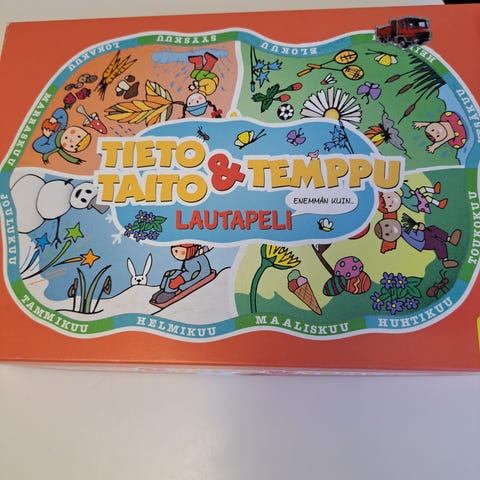 LOKAKUU
SYYSKUU
ELOKUU
MARRASKUU
TIETO
TAITO
&
TEMPPU
ENEMMÄN KUIN...
LAUTAPELI
JOULUKUU
TOUKOKUU
TAMMIKUU
HELMIKUU
MAALISKUU
HUHTIKUU